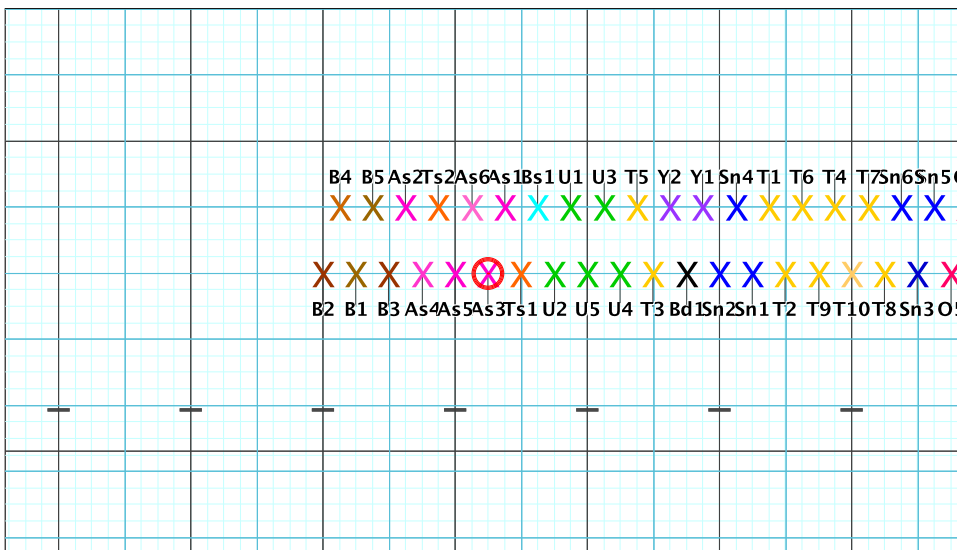 B4 B5 As2 Ts2 As6 As1 Bs1 U1 U3 T5 Y2 Y1 Sn4 T1 T6 T4 T7 Sn6 Sn5
B2 B1 B3 As4 As5 As3 Ts1 U2 U5 U4 T3 Bd1 Sn2 Sn1 T2 T9 T10 T8 Sn3